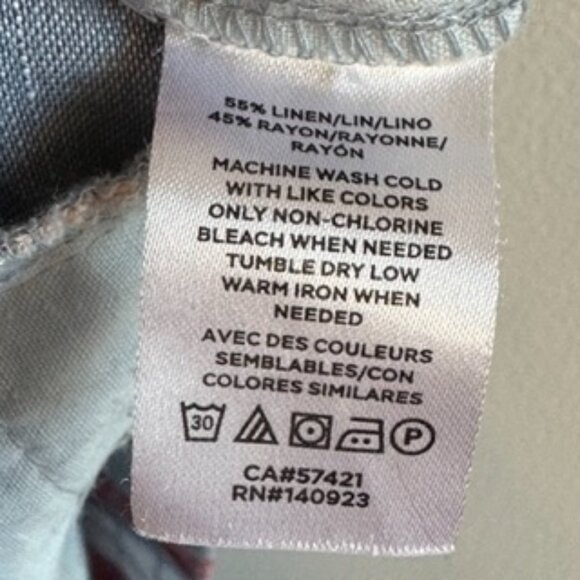 55% LINEN/LIN/LINO
45% RAYON/RAYONNE/
RAYÓN
MACHINE WASH COLD
WITH LIKE COLORS
ONLY NON-CHLORINE
BLEACH WHEN NEEDED
TUMBLE DRY LOW
WARM IRON WHEN
NEEDED
AVEC DES COULEURS
SEMBLABLES/CON
COLORES SIMILARES
30 P
CA#57421
RN#140923